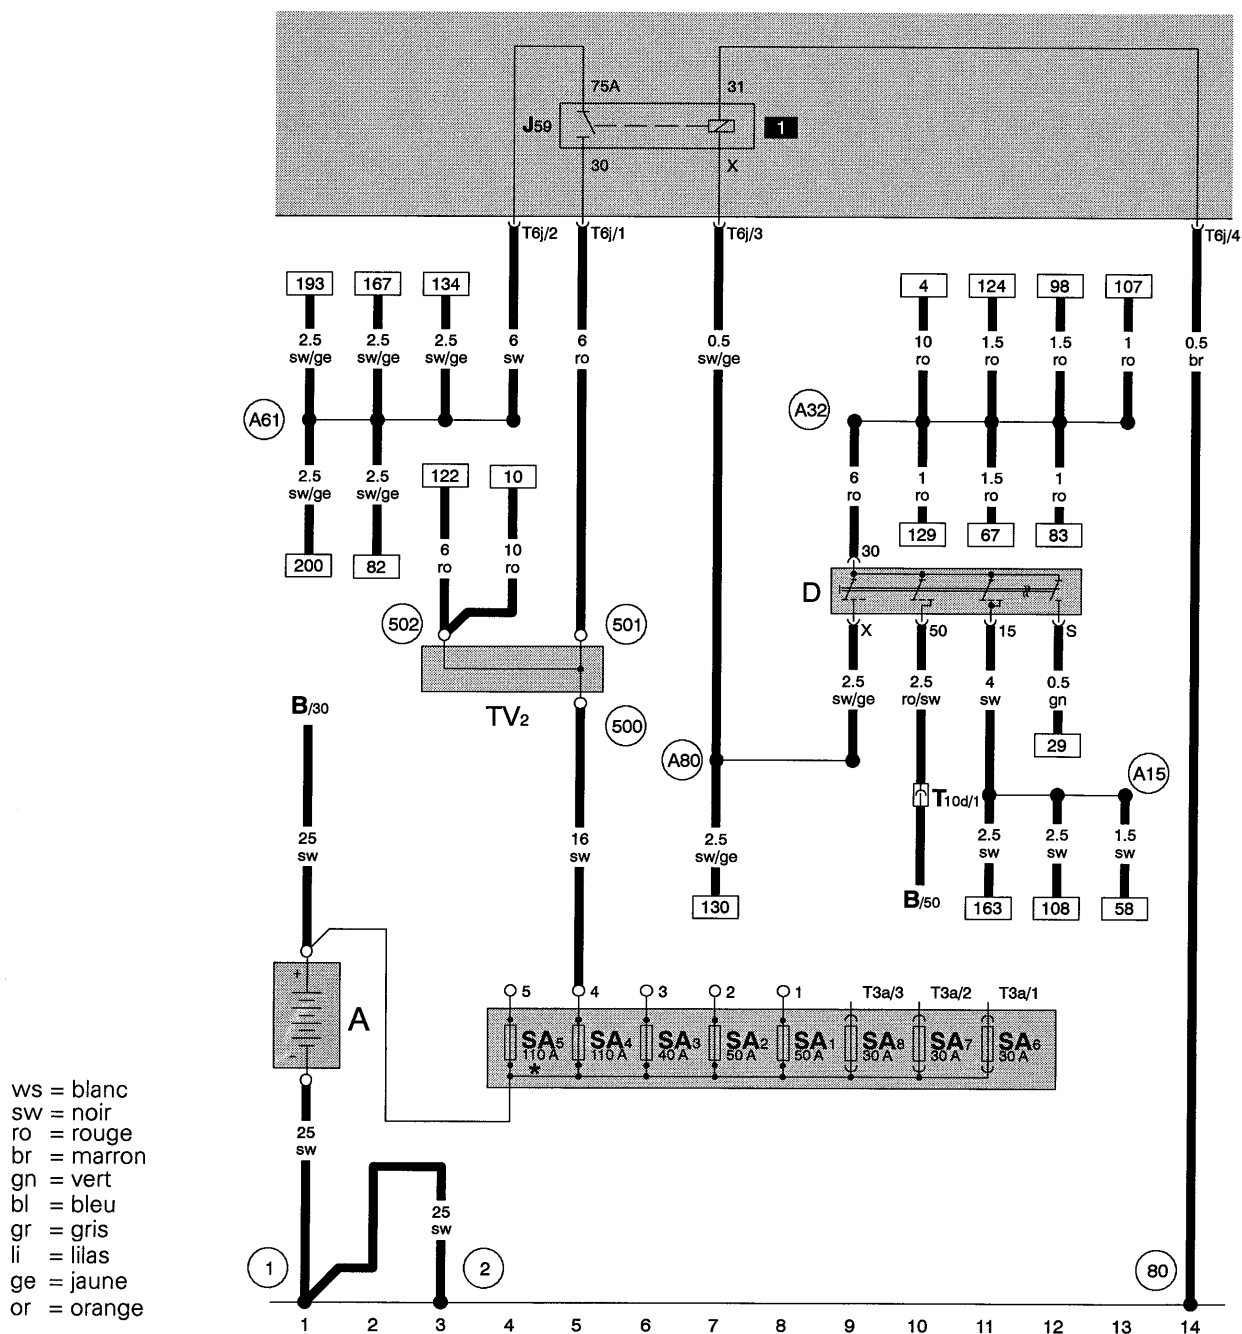 75A 31
J59 1
30 X
T6j/2 T6j/1 T6j/3 T6j/4
193 167 134 4 124 98 107
2.5 2.5 2.5 6 6 0.5 10 1.5 1.5 1 0.5
sw/ge sw/ge sw/ge sw ro sw/ge ro ro ro ro br
A61 A32
2.5 2.5 122 10 6 1 1.5 1
sw/ge sw/ge ro ro ro ro
200 82 129 67 83
6 10 30
ro ro
D
502 501 X 50 15 S
2.5 2.5 4 0.5
sw/ge ro/sw sw gn
B/30 TV2 500
29
A80 A15
T10d/1
25 16 2.5 2.5 2.5 1.5
sw sw sw/ge sw sw sw
130 B/50 163 108 58
+ A -
5 4 3 2 1 T3a/3 T3a/2 T3a/1
SA5 SA4 SA3 SA2 SA1 SA8 SA7 SA6
110 A 110 A 40 A 50 A 50 A 30 A 30 A 30 A
*
ws = blanc
sw = noir
ro = rouge
br = marron
gn = vert
bl = bleu
gr = gris
li = lilas
ge = jaune
or = orange
25
sw
25
sw
1 2 80
1 2 3 4 5 6 7 8 9 10 11 12 13 14